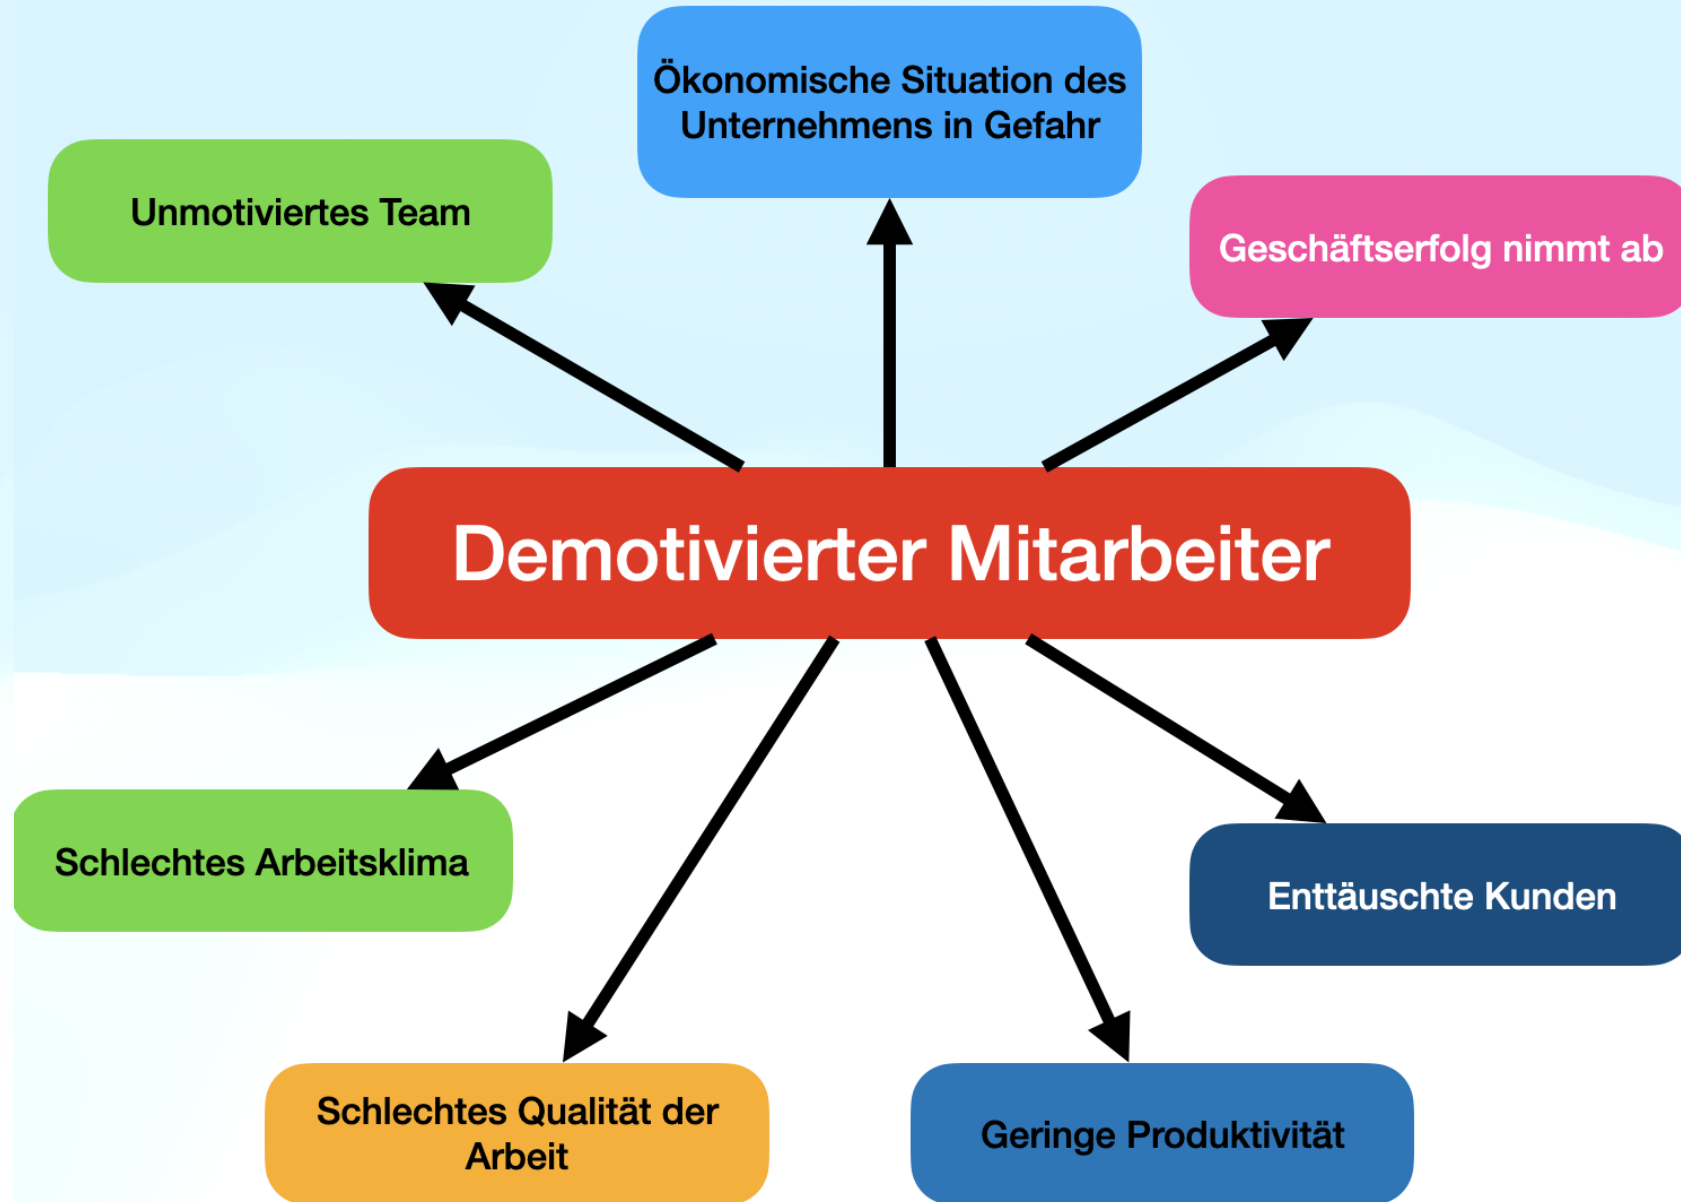 Ökonomische Situation des
Unternehmens in Gefahr
Unmotiviertes Team
Geschäftserfolg nimmt ab
Demotivierter Mitarbeiter
Schlechtes Arbeitsklima
Enttäuschte Kunden
Schlechtes Qualität der
Arbeit
Geringe Produktivität